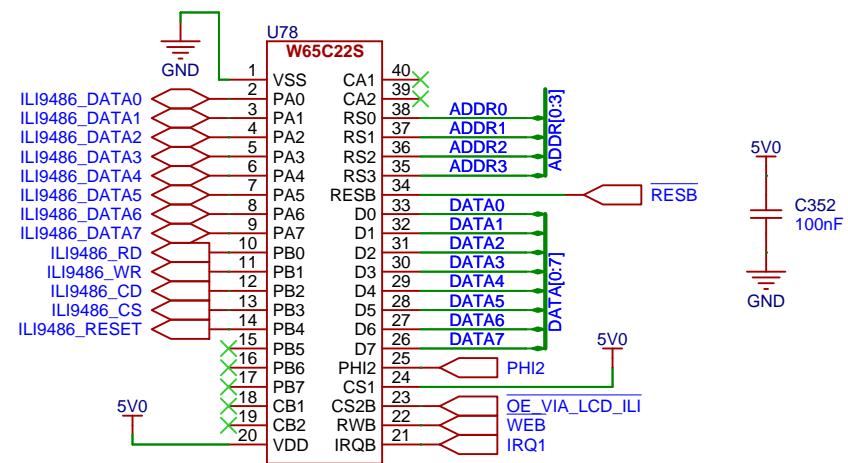 U78
W65C22S
GND
1 VSS CA1 40
ILI9486_DATA0 2 PA0 CA2 39
ILI9486_DATA1 3 PA1 RS0 38 ADDR0
ILI9486_DATA2 4 PA2 RS1 37 ADDR1
ILI9486_DATA3 5 PA3 RS2 36 ADDR2
ILI9486_DATA4 6 PA4 RS3 35 ADDR3
ADDR[0:3]
ILI9486_DATA5 7 PA5 RESB 34 RESB
ILI9486_DATA6 8 PA6 D0 33 DATA0
ILI9486_DATA7 9 PA7 D1 32 DATA1
ILI9486_RD 10 PB0 D2 31 DATA2
ILI9486_WR 11 PB1 D3 30 DATA3
ILI9486_CD 12 PB2 D4 29 DATA4
ILI9486_CS 13 PB3 D5 28 DATA5
ILI9486_RESET 14 PB4 D6 27 DATA6
15 PB5 D7 26 DATA7
DATA[0:7]
16 PB6 PHI2 25 PHI2
17 PB7 CS1 24
5V0
18 CB1 CS2B 23 OE_VIA_LCD_ILI
19 CB2 RWB 22 WEB
5V0
20 VDD IRQB 21 IRQ1
5V0
C352
100nF
GND